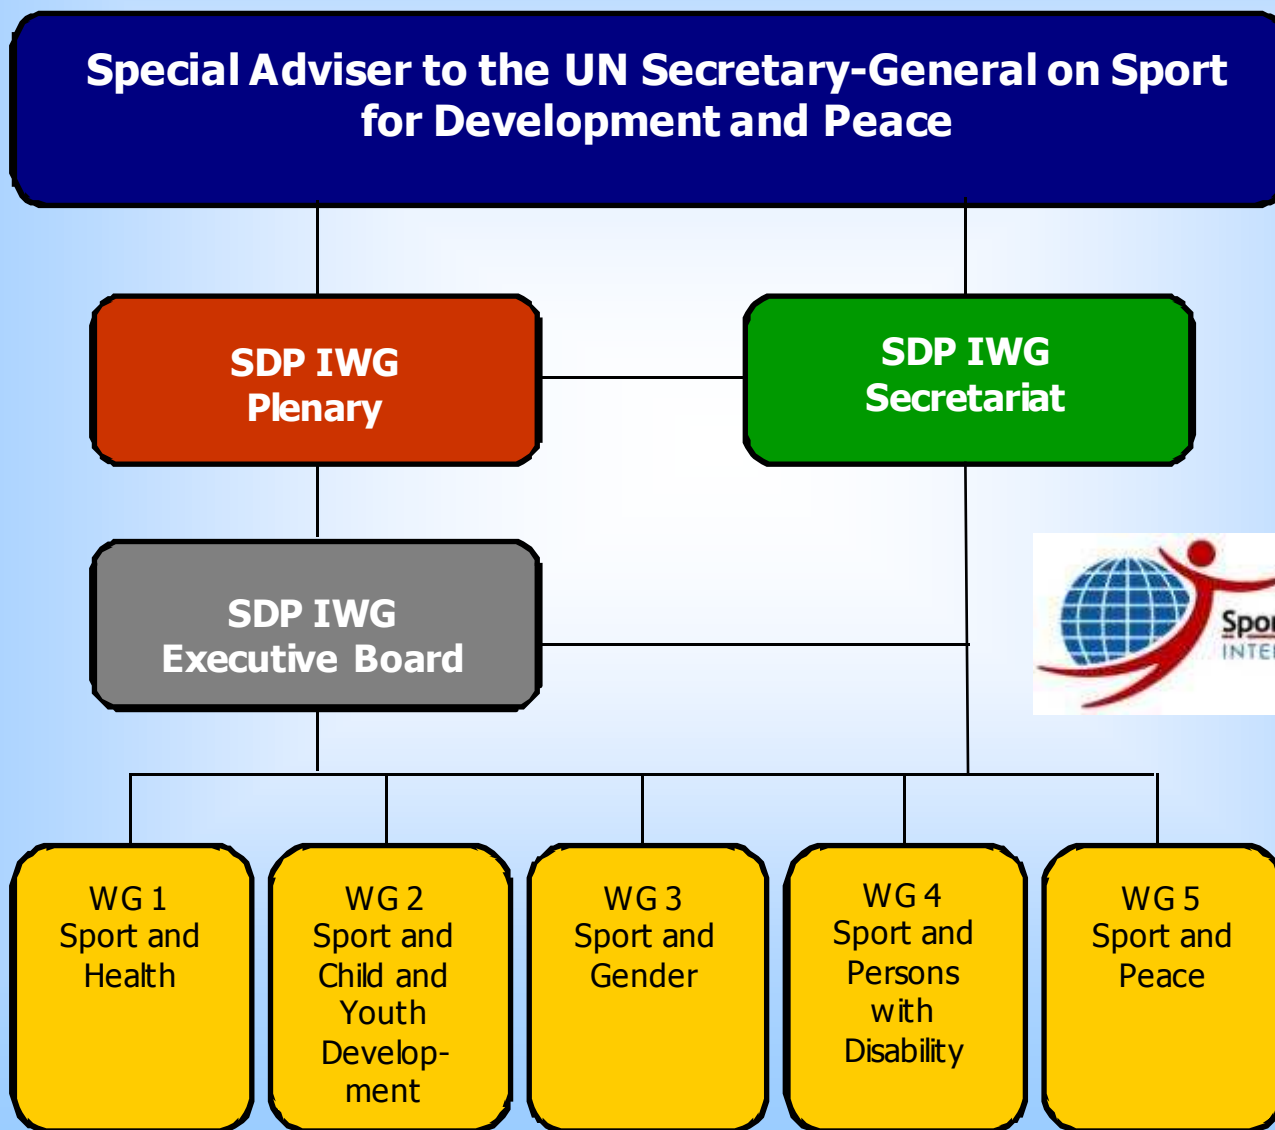 Special Adviser to the UN Secretary-General on Sport
for Development and Peace
SDP IWG
Plenary
SDP IWG
Secretariat
SDP IWG
Executive Board
WG 1
Sport and
Health
WG 2
Sport and
Child and
Youth
Develop-
ment
WG 3
Sport and
Gender
WG 4
Sport and
Persons
with
Disability
WG 5
Sport and
Peace